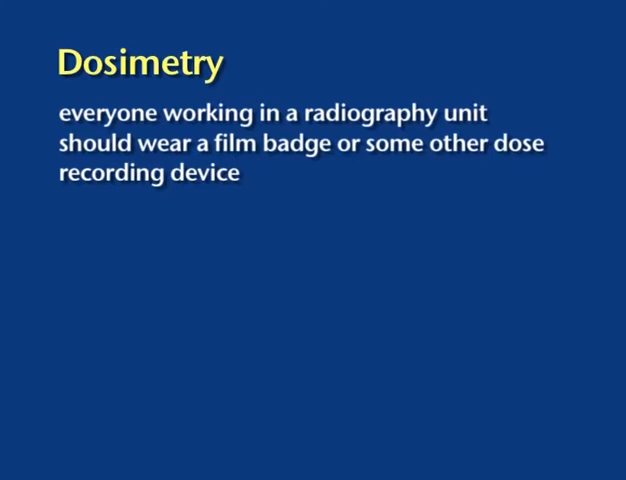 Dosimetry
everyone working in a radiography unit
should wear a film badge or some other dose
recording device